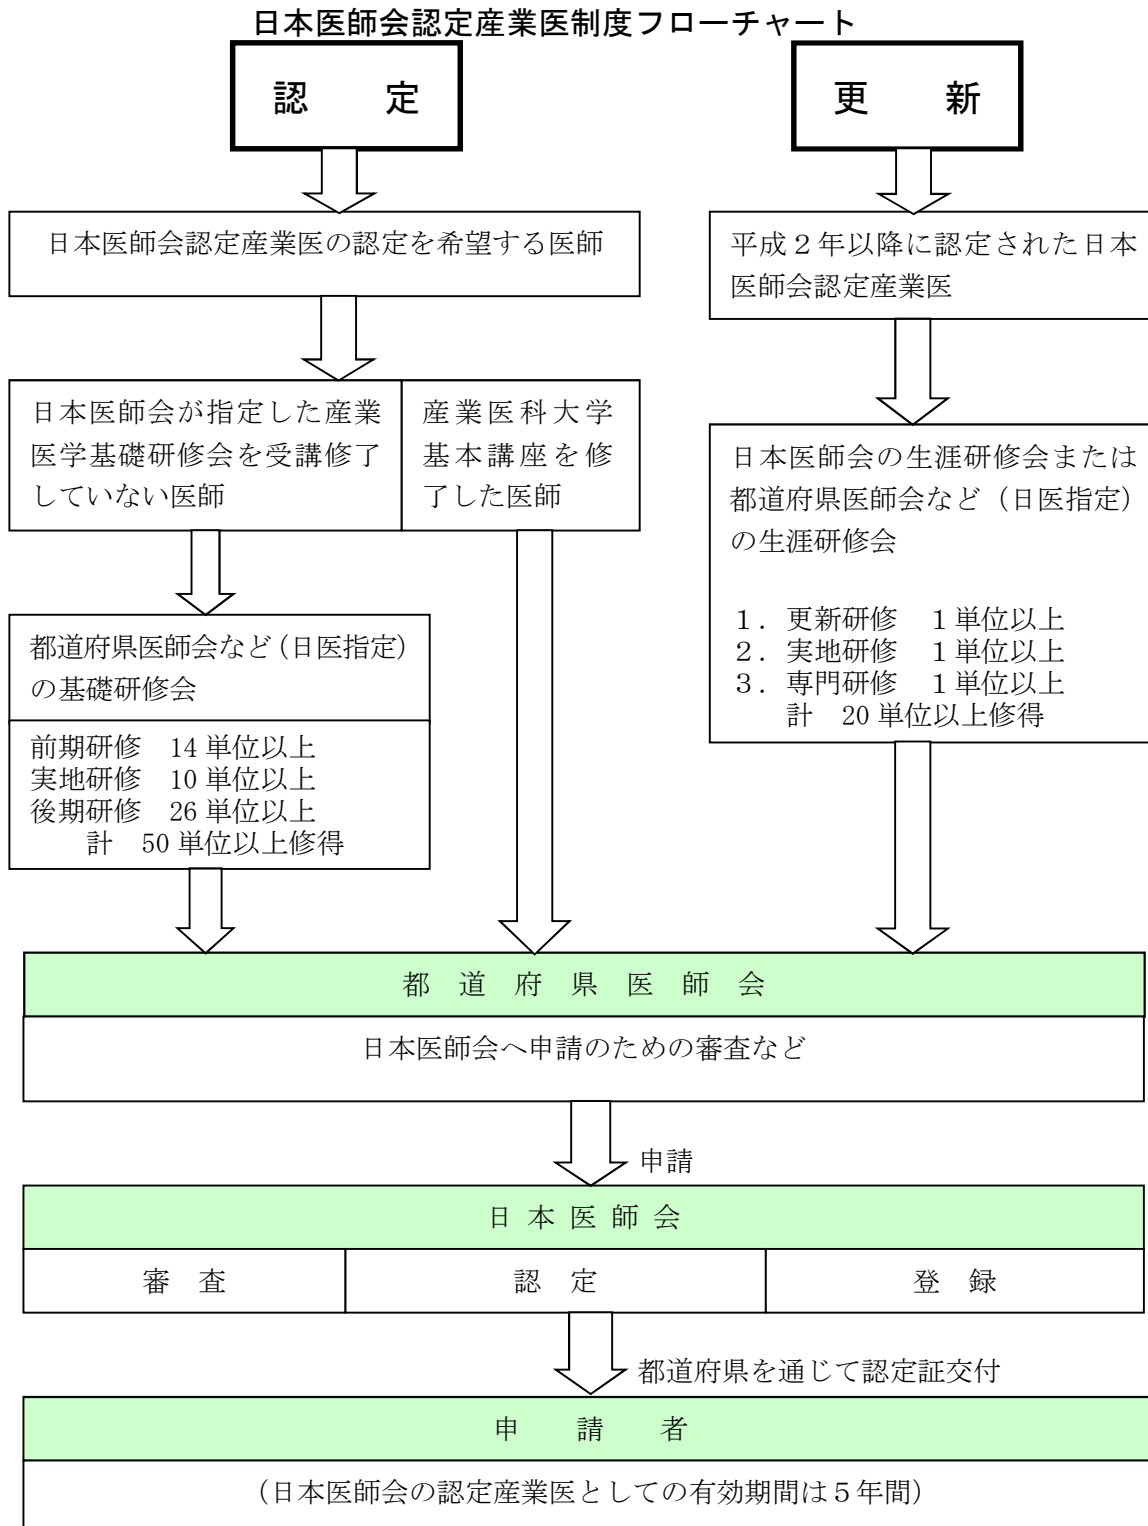 日本医師会認定産業医制度フローチャート
認 定
更 新
日本医師会認定産業医の認定を希望する医師
平成２年以降に認定された日本
医師会認定産業医
日本医師会が指定した産業
医学基礎研修会を受講修了
していない医師
産業医科大学
基本講座を修
了した医師
日本医師会の生涯研修会または
都道府県医師会など（日医指定）
の生涯研修会
１．更新研修　１単位以上
２．実地研修　１単位以上
３．専門研修　１単位以上
計　20 単位以上修得
都道府県医師会など（日医指定）
の基礎研修会
前期研修　14 単位以上
実地研修　10 単位以上
後期研修　26 単位以上
計　50 単位以上修得
都 道 府 県 医 師 会
日本医師会へ申請のための審査など
申請
日 本 医 師 会
審 査
認 定
登 録
都道府県を通じて認定証交付
申 請 者
（日本医師会の認定産業医としての有効期間は５年間）